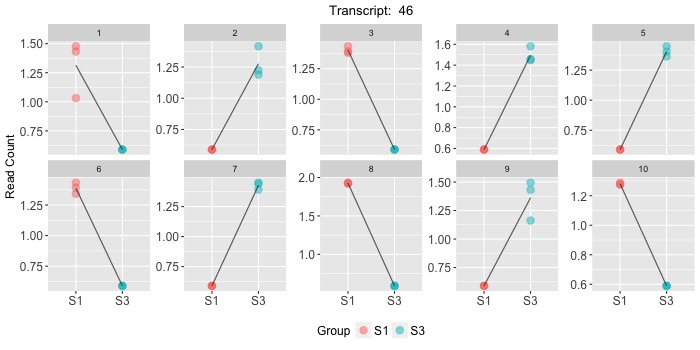 Transcript: 46
Read Count
1 2 3 4 5
1.50 1.25 1.00 0.75
1.25 1.00 0.75
1.25 1.00 0.75
1.6 1.4 1.2 1.0 0.8 0.6
1.25 1.00 0.75
6 7 8 9 10
1.25 1.00 0.75
1.25 1.00 0.75
2.0 1.5 1.0
1.50 1.25 1.00 0.75
1.2 1.0 0.8 0.6
S1 S3 S1 S3 S1 S3 S1 S3 S1 S3
Group S1 S3